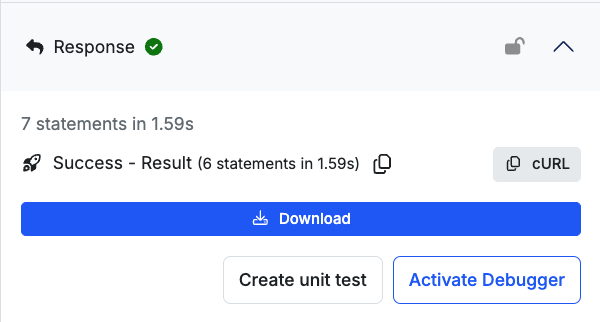 Response
7 statements in 1.59s
Success - Result (6 statements in 1.59s)
cURL
Download
Create unit test
Activate Debugger